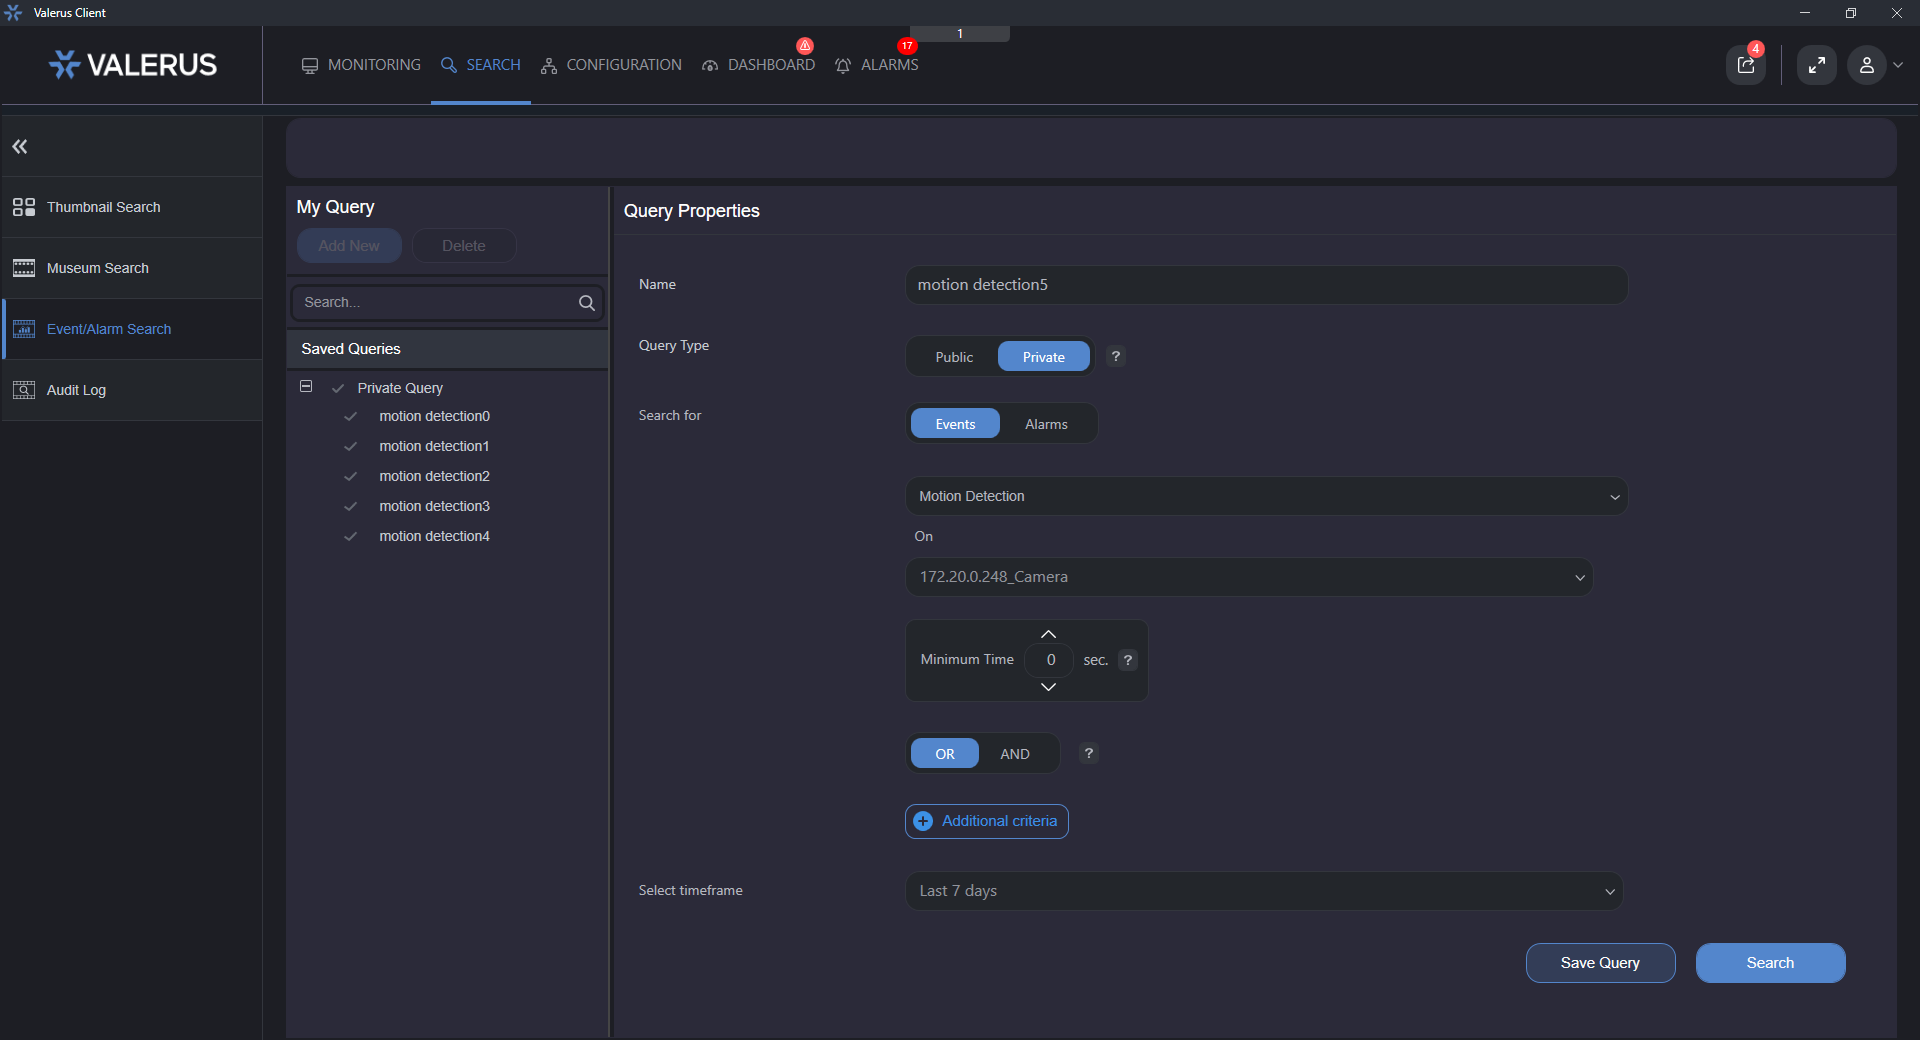 Valerus Client
VALERUS
MONITORING
SEARCH
CONFIGURATION
DASHBOARD
17
ALARMS
1
4
Thumbnail Search
Museum Search
Event/Alarm Search
Audit Log
My Query
Add New
Delete
Search...
Saved Queries
Private Query
motion detection0
motion detection1
motion detection2
motion detection3
motion detection4
Query Properties
Name
motion detection5
Query Type
Public
Private
?
Search for
Events
Alarms
Motion Detection
On
172.20.0.248_Camera
Minimum Time
0
sec.
?
OR
AND
?
Additional criteria
Select timeframe
Last 7 days
Save Query
Search